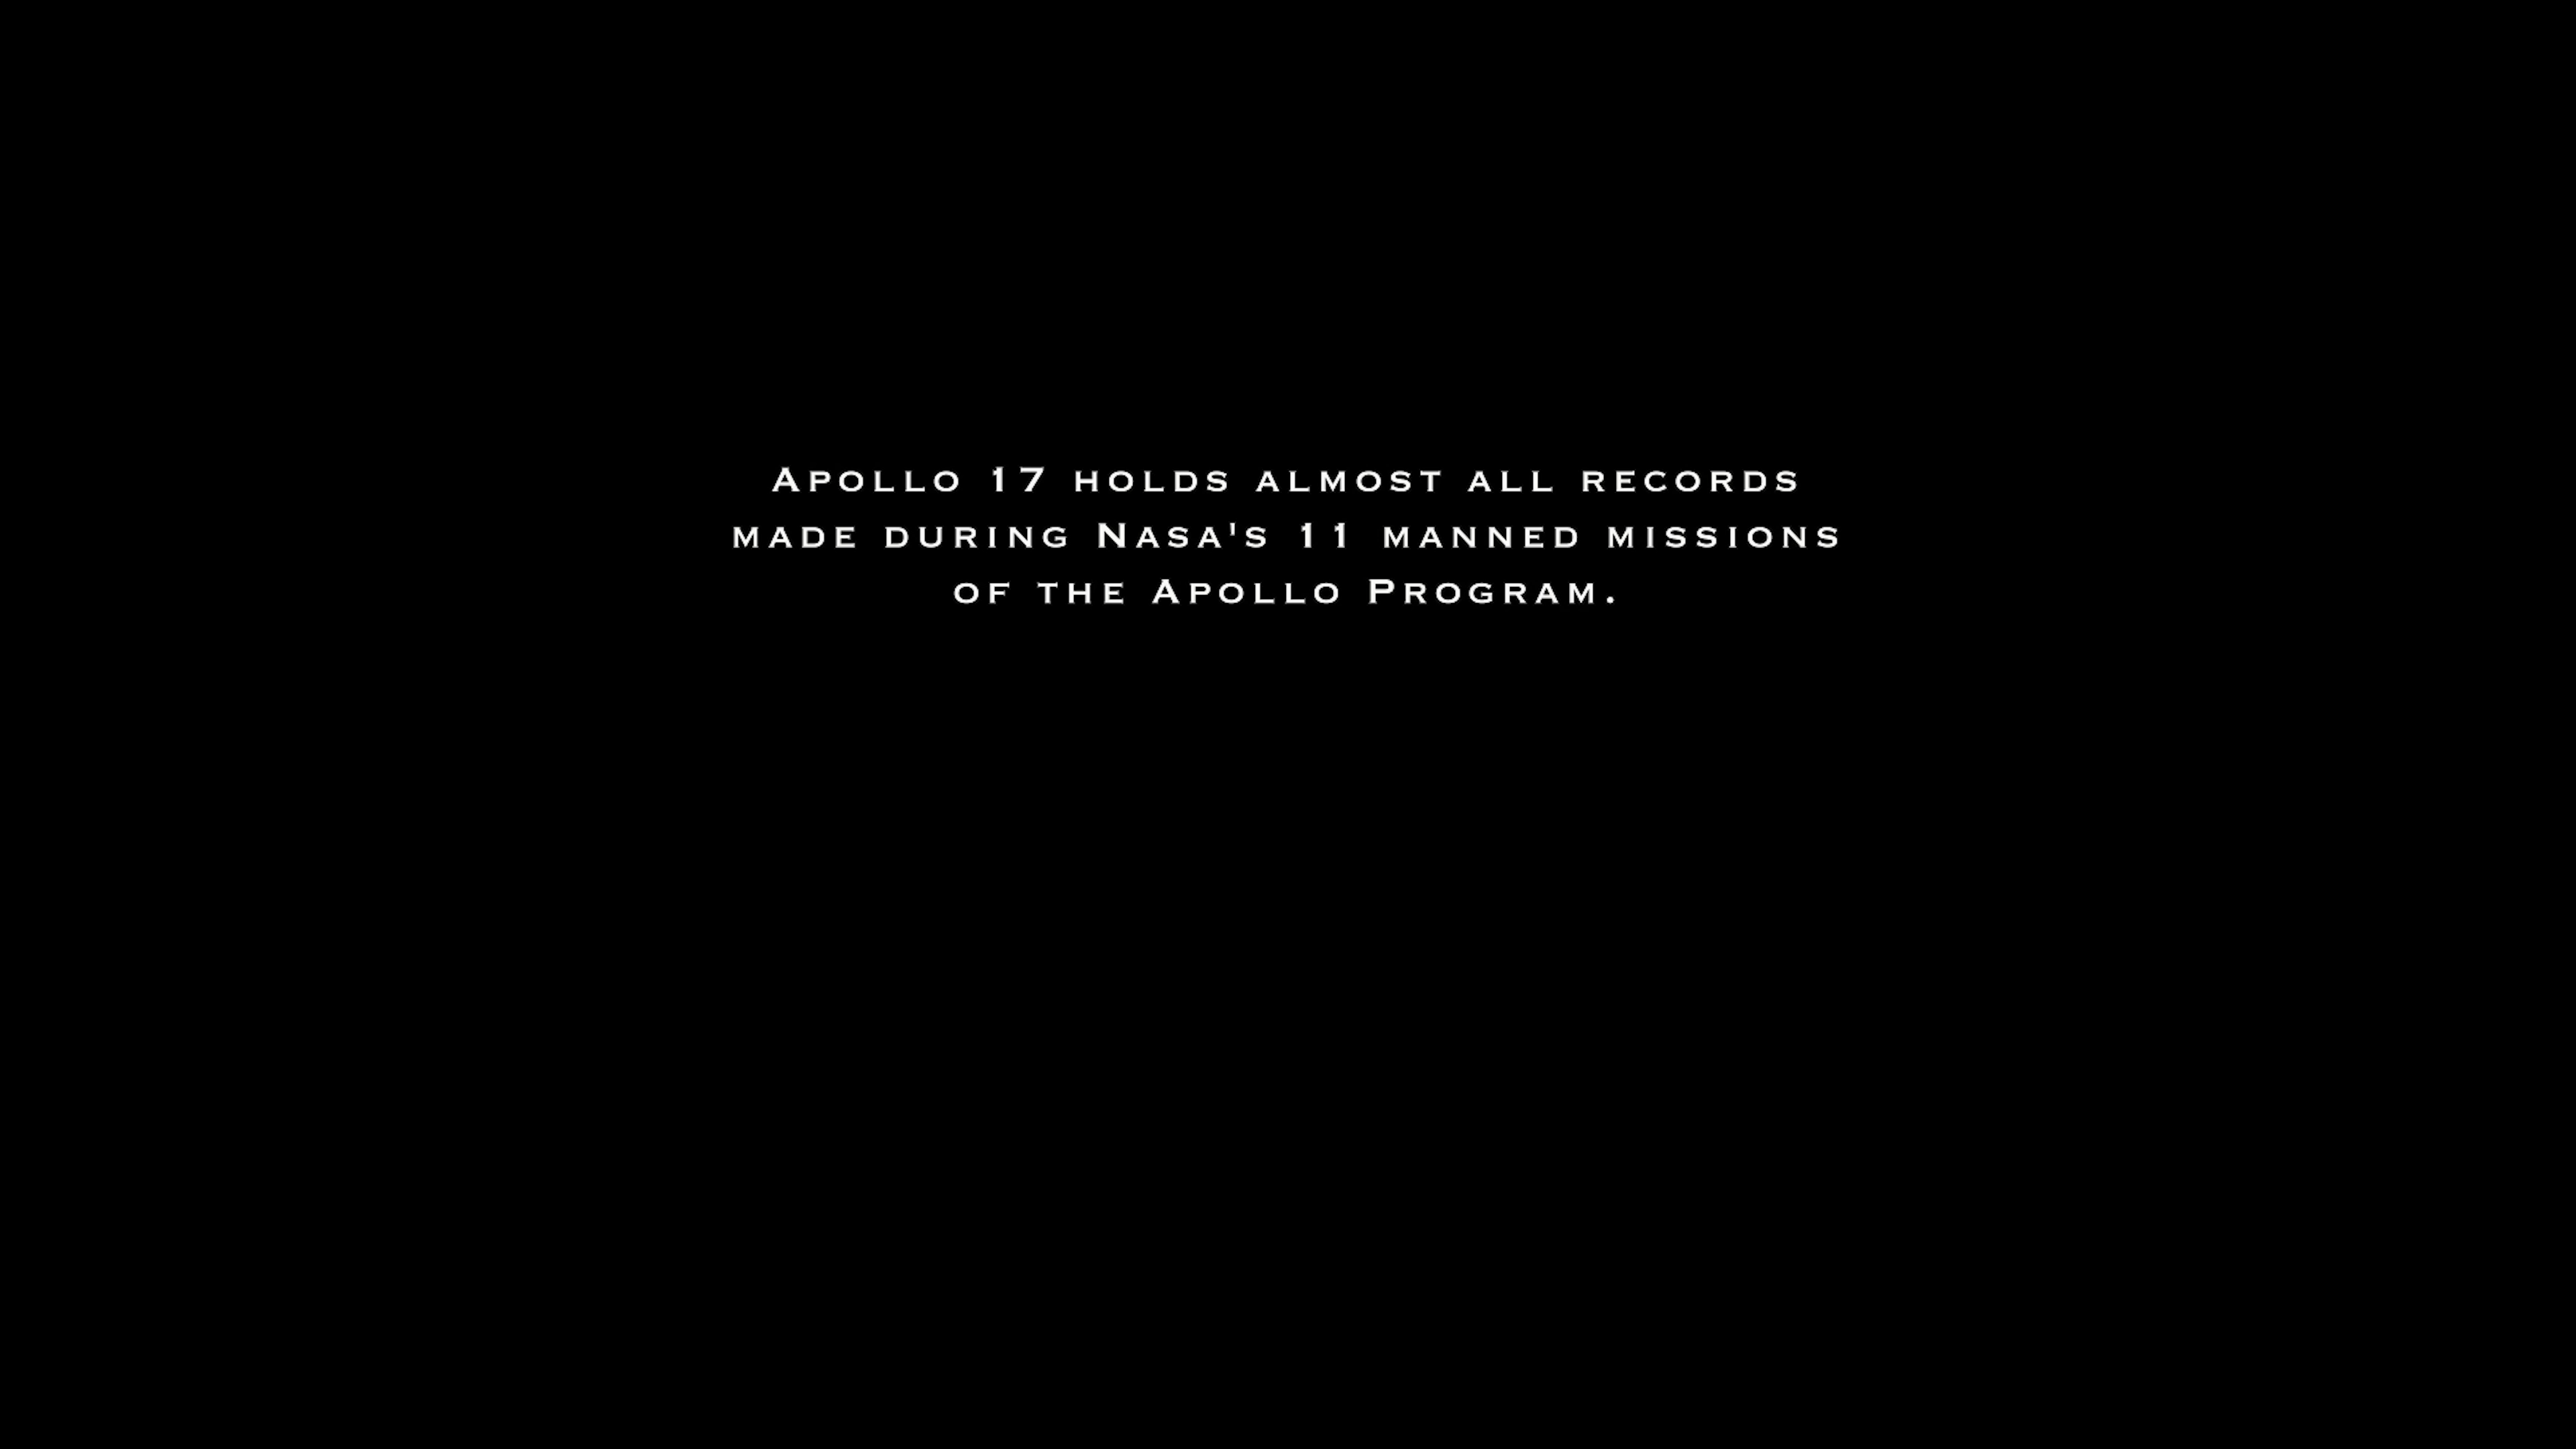 Apollo 17 holds almost all records
made during Nasa's 11 manned missions
of the Apollo Program.